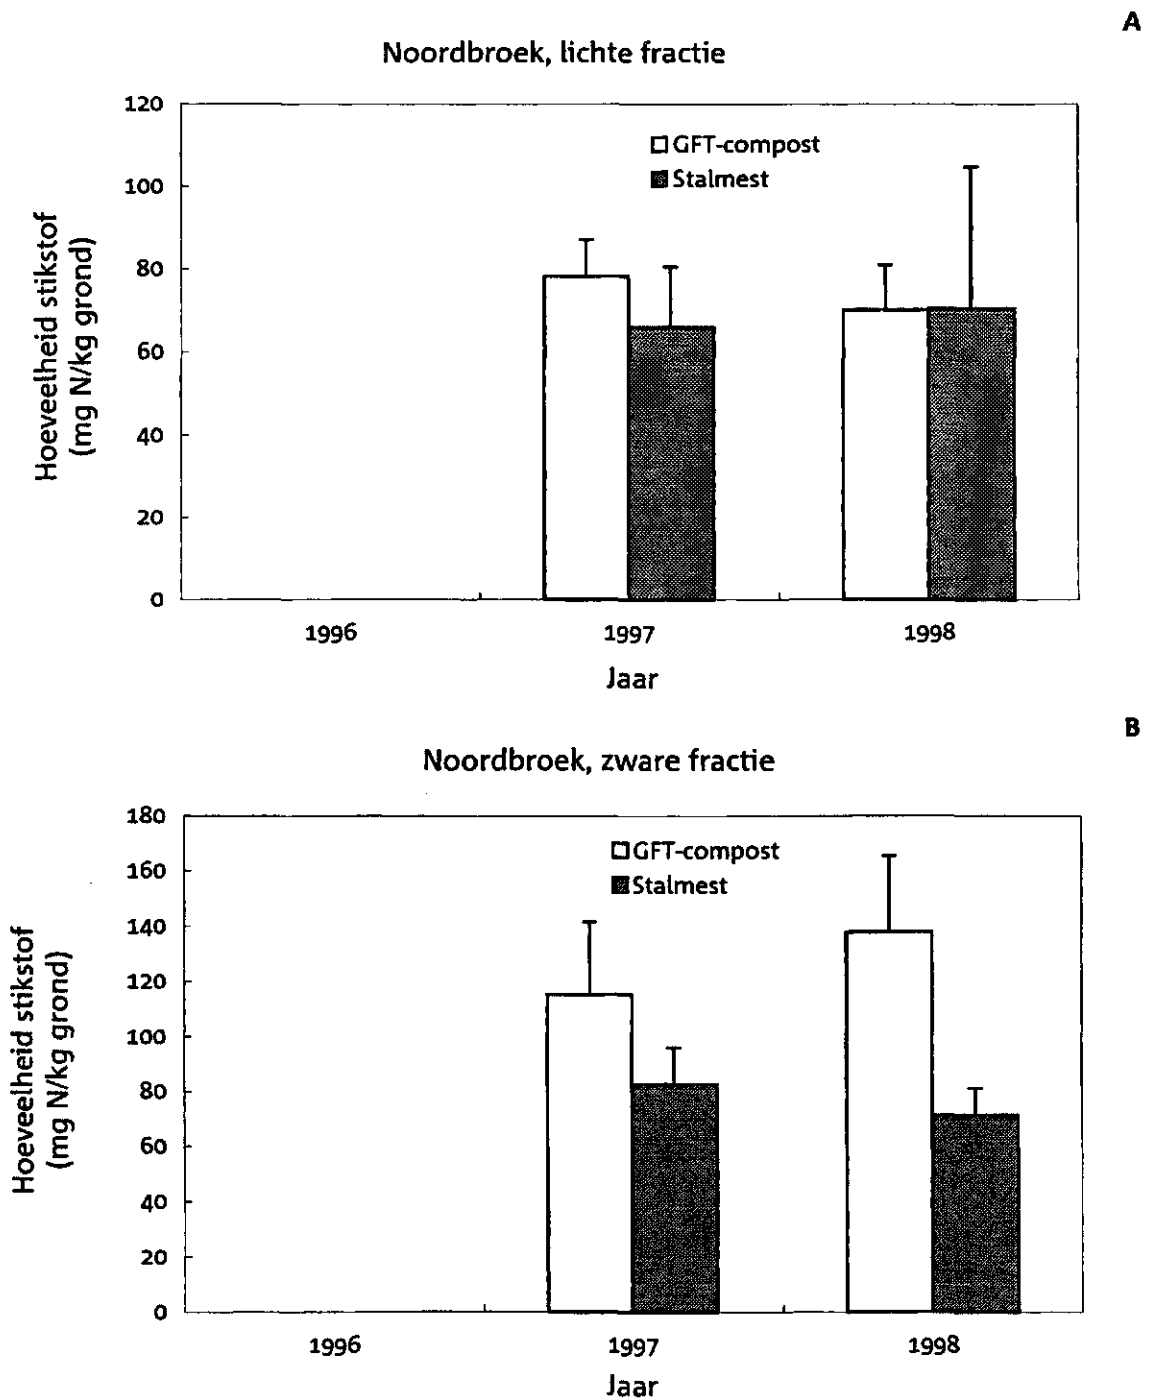 A
Noordbroek, lichte fractie
120
100
80
60
40
20
0
Hoeveelheid stikstof
(mg N/kg grond)
GFT-compost
Stalmest
1996
1997
1998
Jaar
B
Noordbroek, zware fractie
180
160
140
120
100
80
60
40
20
0
Hoeveelheid stikstof
(mg N/kg grond)
GFT-compost
Stalmest
1996
1997
1998
Jaar